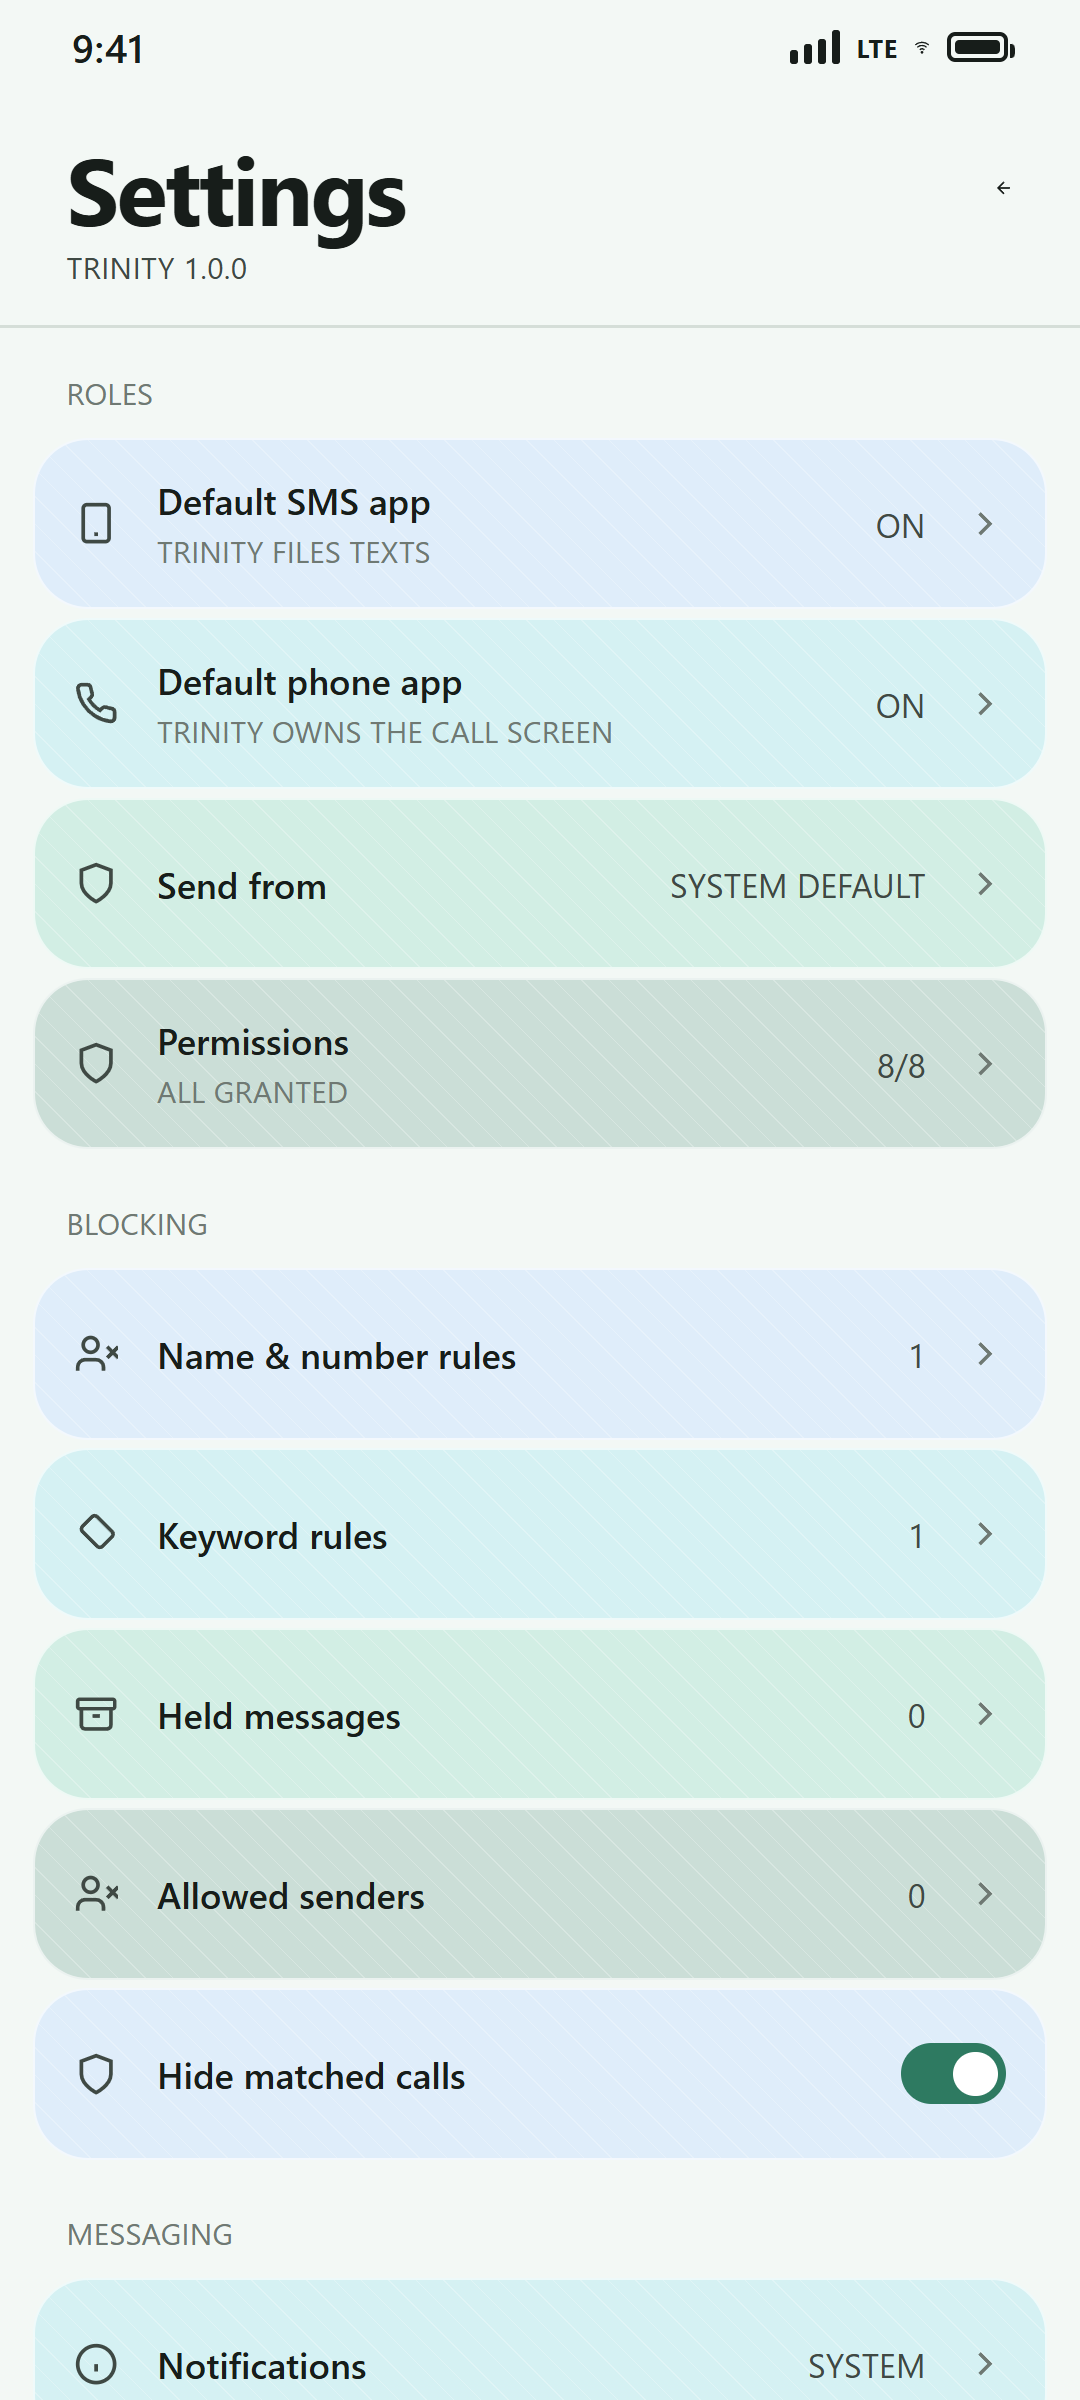 9:41
LTE
Settings
TRINITY 1.0.0
ROLES
Default SMS app
TRINITY FILES TEXTS
ON
Default phone app
TRINITY OWNS THE CALL SCREEN
ON
Send from
SYSTEM DEFAULT
Permissions
ALL GRANTED
8/8
BLOCKING
Name & number rules
1
Keyword rules
1
Held messages
0
Allowed senders
0
Hide matched calls
MESSAGING
Notifications
SYSTEM